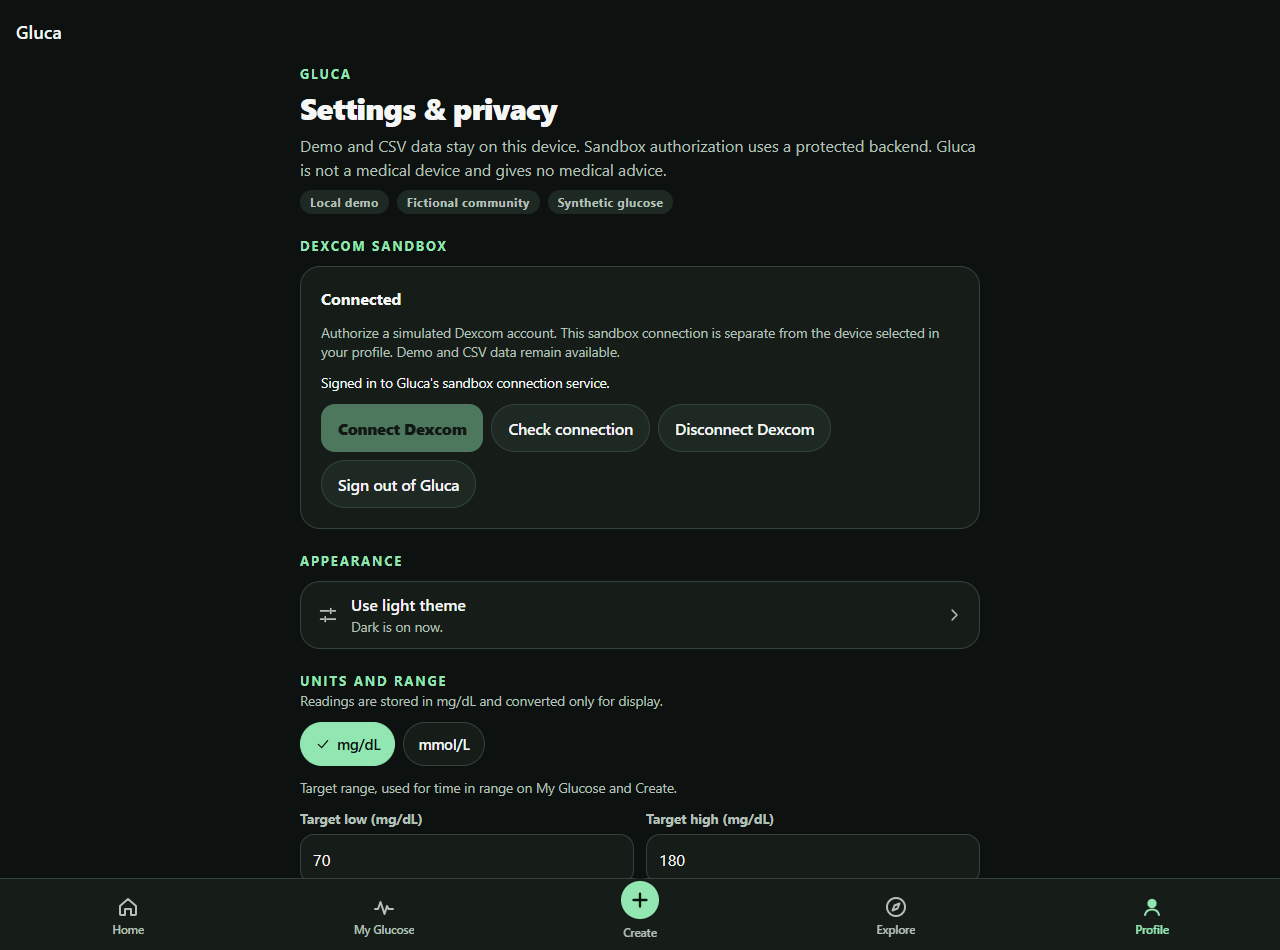 Gluca
GLUCA
Settings & privacy
Demo and CSV data stay on this device. Sandbox authorization uses a protected backend. Gluca
is not a medical device and gives no medical advice.
Local demo Fictional community Synthetic glucose
DEXCOM SANDBOX
Connected
Authorize a simulated Dexcom account. This sandbox connection is separate from the device selected in
your profile. Demo and CSV data remain available.
Signed in to Gluca's sandbox connection service.
Connect Dexcom Check connection Disconnect Dexcom
Sign out of Gluca
APPEARANCE
Use light theme
Dark is on now.
UNITS AND RANGE
Readings are stored in mg/dL and converted only for display.
mg/dL mmol/L
Target range, used for time in range on My Glucose and Create.
Target low (mg/dL) Target high (mg/dL)
70 180
Home My Glucose Create Explore Profile